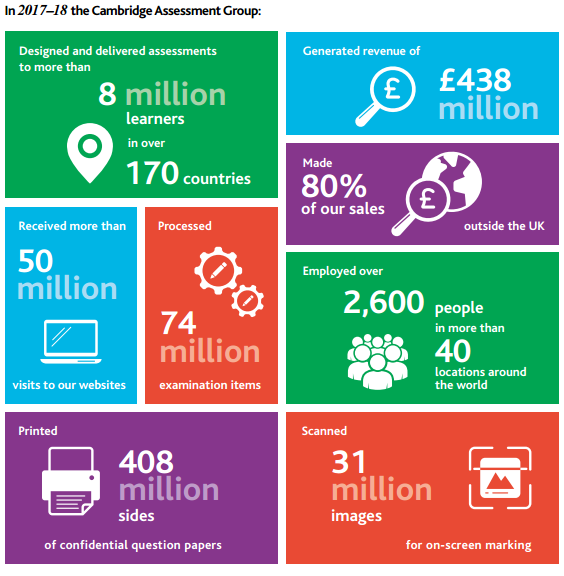 In 2017–18 the Cambridge Assessment Group:
Designed and delivered assessments
to more than
8 million
learners
in over
170 countries
Generated revenue of
£
£438
million
Made
80%
of our sales
£
outside the UK
Received more than
50
million
visits to our websites
Processed
74
million
examination items
Employed over
2,600 people
in more than
40
locations around
the world
Printed
408
million
sides
of confidential question papers
Scanned
31
million
images
for on-screen marking